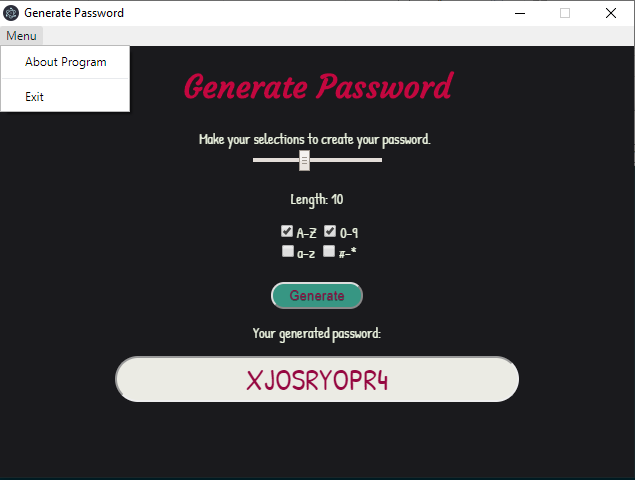 Generate Password
Menu
About Program
Exit
Generate Password
Make your selections to create your password.
Length: 10
A-Z 0-9
a-z #-*
Generate
Your generated password:
XJOSRYOPR4